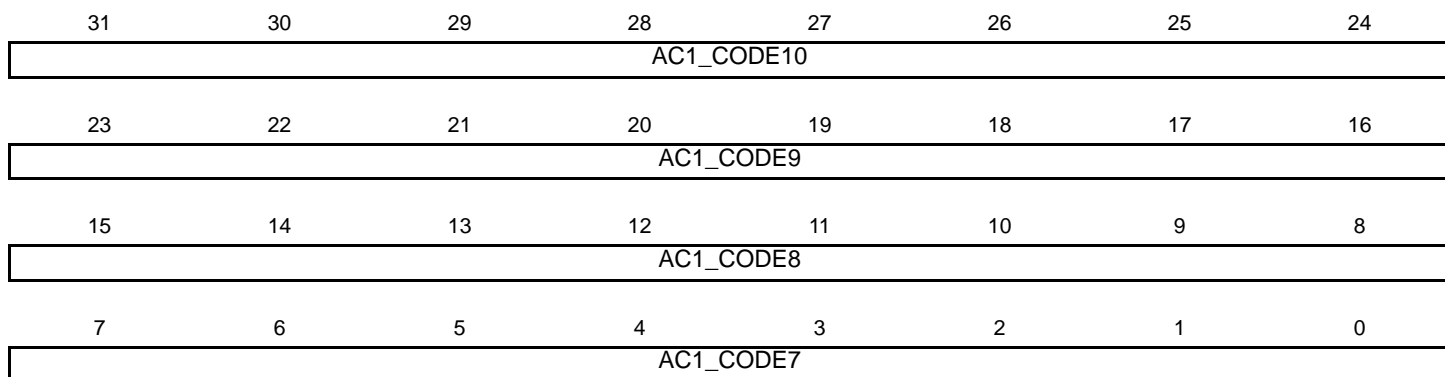 31 30 29 28 27 26 25 24
AC1_CODE10
23 22 21 20 19 18 17 16
AC1_CODE9
15 14 13 12 11 10 9 8
AC1_CODE8
7 6 5 4 3 2 1 0
AC1_CODE7